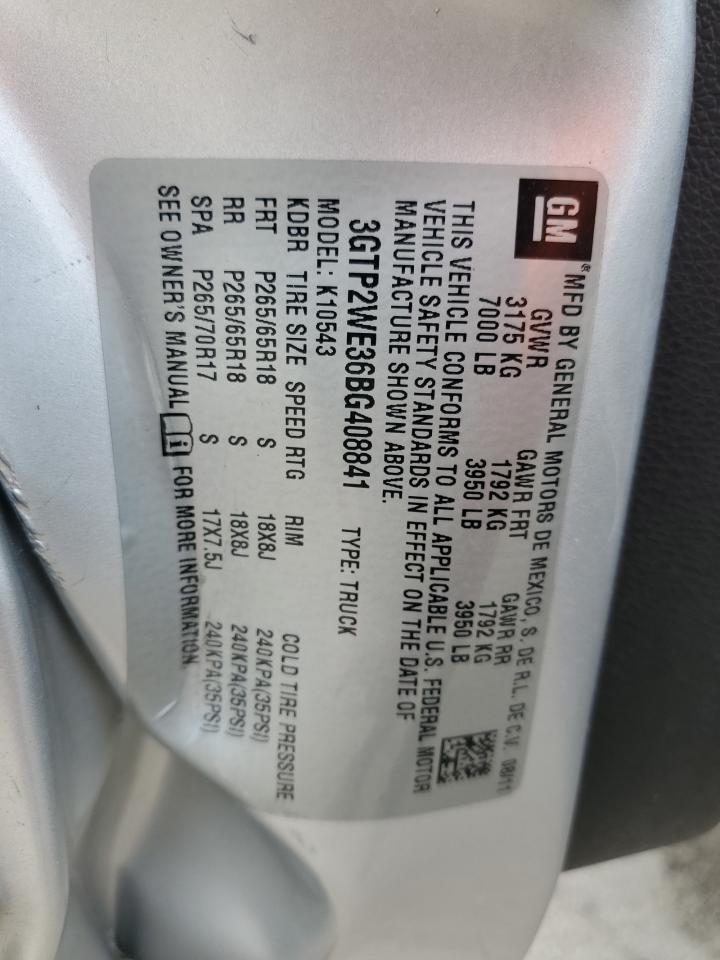 GM
® MFD BY GENERAL MOTORS DE MEXICO, S. DE R.L. DE C.V. 08/11
GVWR GAWR FRT GAWR RR
3175 KG 1792 KG 1792 KG
7000 LB 3950 LB 3950 LB
THIS VEHICLE CONFORMS TO ALL APPLICABLE U.S. FEDERAL MOTOR
VEHICLE SAFETY STANDARDS IN EFFECT ON THE DATE OF
MANUFACTURE SHOWN ABOVE.
3GTP2WE36BG408841 TYPE: TRUCK
MODEL: K10543
KDBR TIRE SIZE SPEED RTG RIM COLD TIRE PRESSURE
FRT P265/65R18 S 18X8J 240KPA(35PSI)
RR P265/65R18 S 18X8J 240KPA(35PSI)
SPA P265/70R17 S 17X7.5J 240KPA(35PSI)
SEE OWNER'S MANUAL i FOR MORE INFORMATION